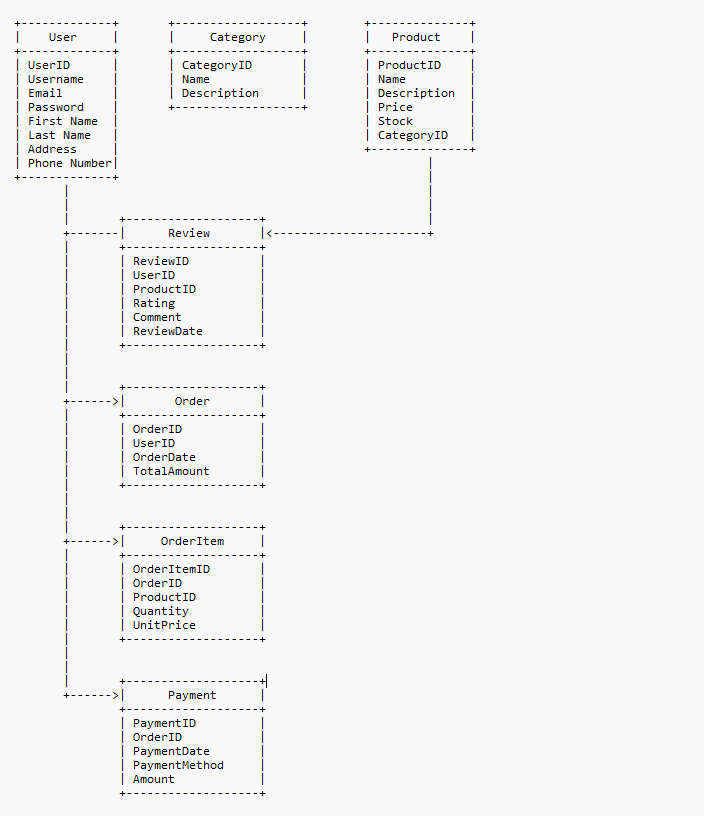 User
UserID
Username
Email
Password
First Name
Last Name
Address
Phone Number
Category
CategoryID
Name
Description
Product
ProductID
Name
Description
Price
Stock
CategoryID
Review
ReviewID
UserID
ProductID
Rating
Comment
ReviewDate
Order
OrderID
UserID
OrderDate
TotalAmount
OrderItem
OrderItemID
OrderID
ProductID
Quantity
UnitPrice
Payment
PaymentID
OrderID
PaymentDate
PaymentMethod
Amount